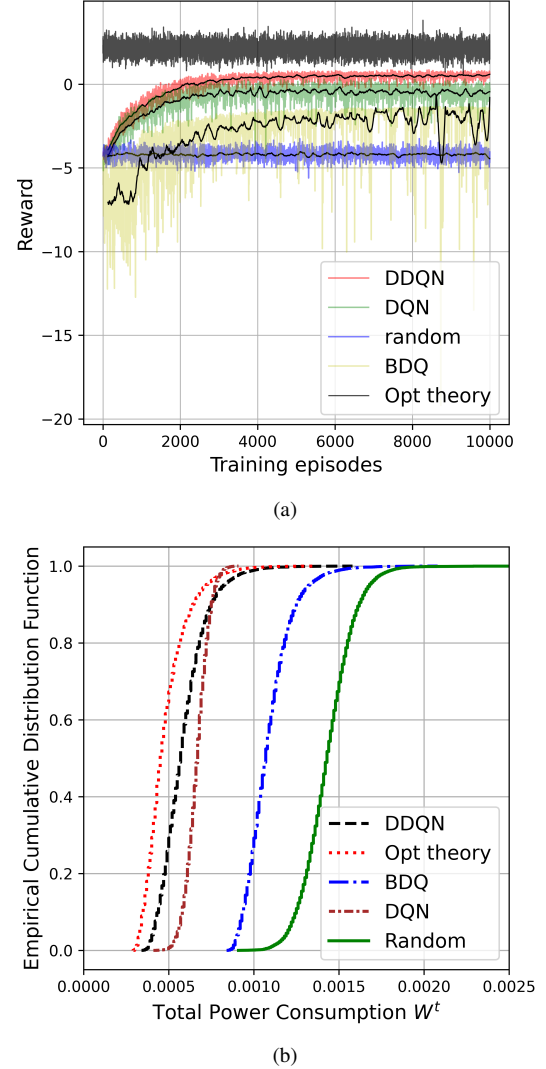 0
−5
−10
−15
−20
Reward
DDQN
DQN
random
BDQ
Opt theory
0 2000 4000 6000 8000 10000
Training episodes
(a)
1.0
0.8
0.6
0.4
0.2
0.0
Empirical Cumulative Distribution Function
DDQN
Opt theory
BDQ
DQN
Random
0.0000 0.0005 0.0010 0.0015 0.0020 0.0025
Total Power Consumption W^t
(b)